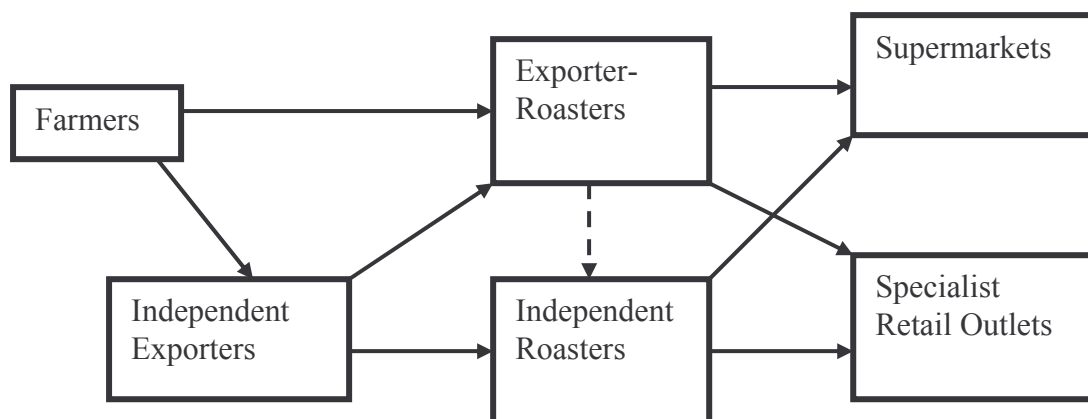 Farmers
Exporter-
Roasters
Supermarkets
Independent
Exporters
Independent
Roasters
Specialist
Retail Outlets